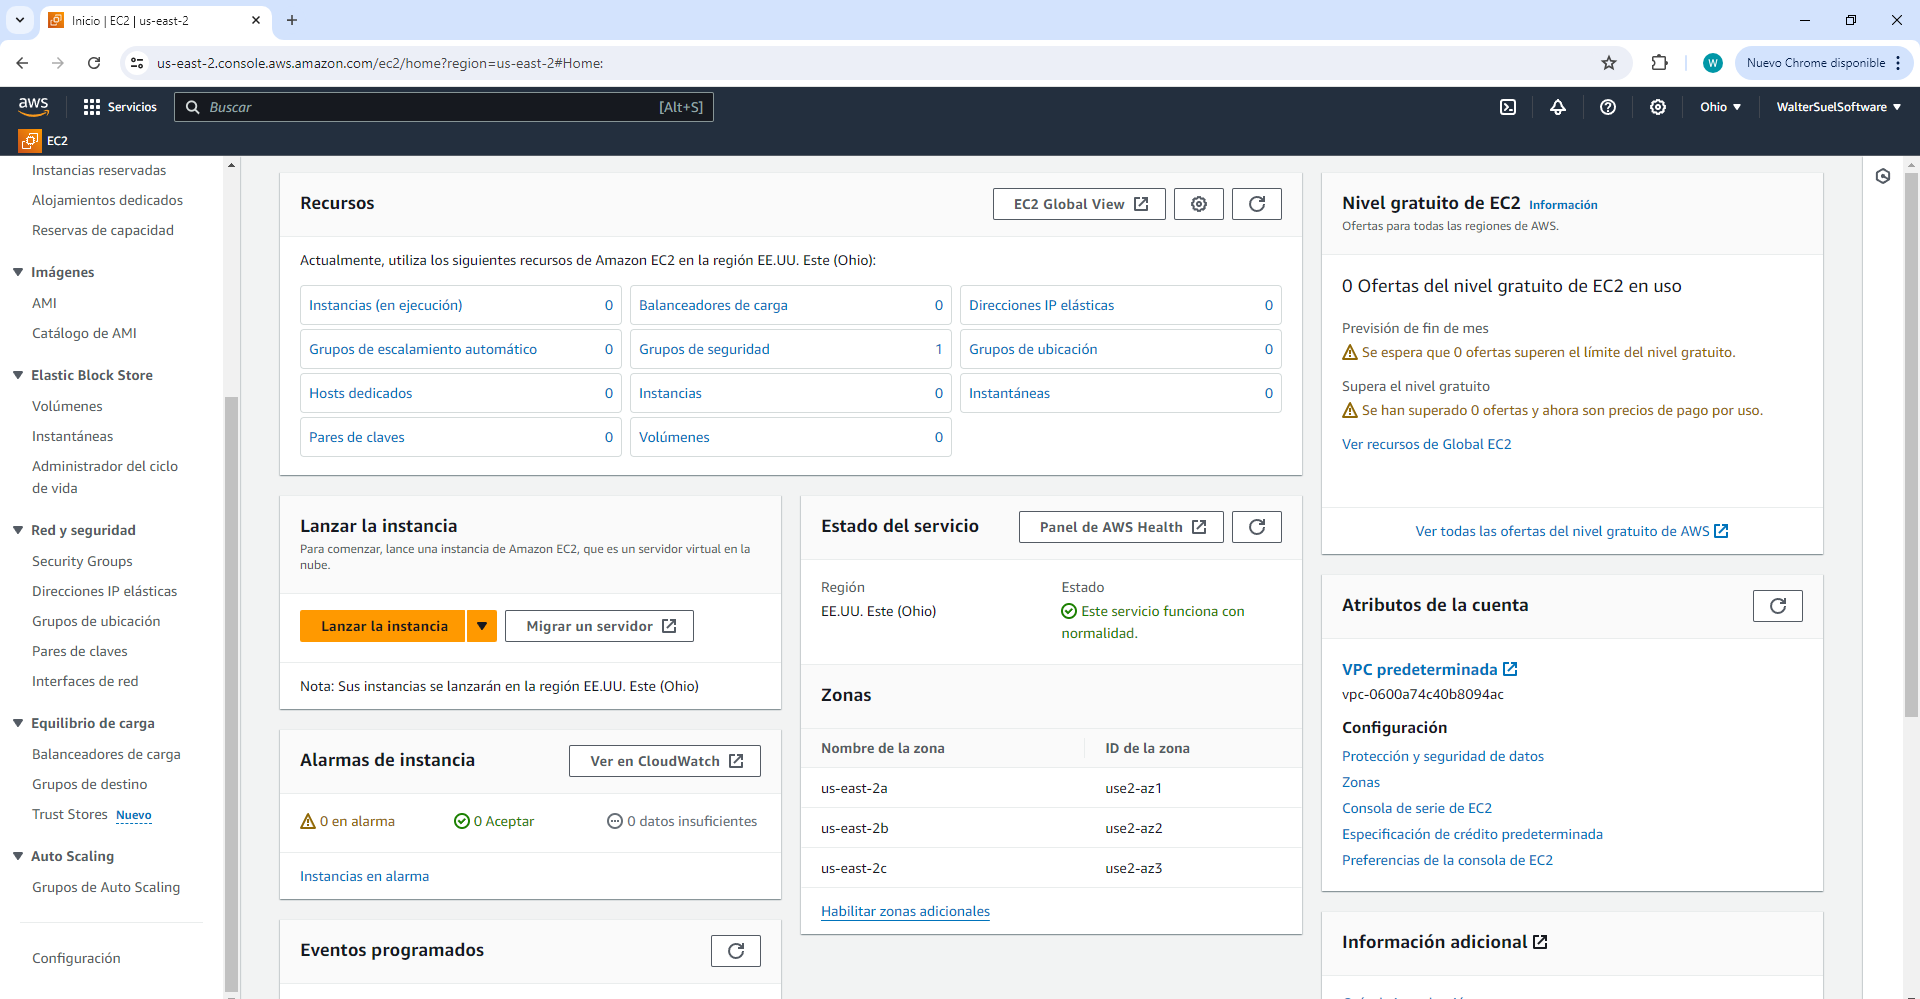 Inicio | EC2 | us-east-2
us-east-2.console.aws.amazon.com/ec2/home?region=us-east-2#Home:
W
Nuevo Chrome disponible
aws
Servicios
Buscar
[Alt+S]
Ohio
WalterSuelSoftware
EC2
Instancias reservadas
Alojamientos dedicados
Reservas de capacidad
Imágenes
AMI
Catálogo de AMI
Elastic Block Store
Volúmenes
Instantáneas
Administrador del ciclo
de vida
Red y seguridad
Security Groups
Direcciones IP elásticas
Grupos de ubicación
Pares de claves
Interfaces de red
Equilibrio de carga
Balanceadores de carga
Grupos de destino
Trust Stores Nuevo
Auto Scaling
Grupos de Auto Scaling
Configuración
Recursos
EC2 Global View
Actualmente, utiliza los siguientes recursos de Amazon EC2 en la región EE.UU. Este (Ohio):
Instancias (en ejecución) 0
Balanceadores de carga 0
Direcciones IP elásticas 0
Grupos de escalamiento automático 0
Grupos de seguridad 1
Grupos de ubicación 0
Hosts dedicados 0
Instancias 0
Instantáneas 0
Pares de claves 0
Volúmenes 0
Lanzar la instancia
Para comenzar, lance una instancia de Amazon EC2, que es un servidor virtual en la
nube.
Lanzar la instancia
Migrar un servidor
Nota: Sus instancias se lanzarán en la región EE.UU. Este (Ohio)
Alarmas de instancia
Ver en CloudWatch
0 en alarma
0 Aceptar
0 datos insuficientes
Instancias en alarma
Eventos programados
Estado del servicio
Panel de AWS Health
Región
EE.UU. Este (Ohio)
Estado
Este servicio funciona con
normalidad.
Zonas
Nombre de la zona ID de la zona
us-east-2a use2-az1
us-east-2b use2-az2
us-east-2c use2-az3
Habilitar zonas adicionales
Nivel gratuito de EC2 Información
Ofertas para todas las regiones de AWS.
0 Ofertas del nivel gratuito de EC2 en uso
Previsión de fin de mes
Se espera que 0 ofertas superen el límite del nivel gratuito.
Supera el nivel gratuito
Se han superado 0 ofertas y ahora son precios de pago por uso.
Ver recursos de Global EC2
Ver todas las ofertas del nivel gratuito de AWS
Atributos de la cuenta
VPC predeterminada
vpc-0600a74c40b8094ac
Configuración
Protección y seguridad de datos
Zonas
Consola de serie de EC2
Especificación de crédito predeterminada
Preferencias de la consola de EC2
Información adicional